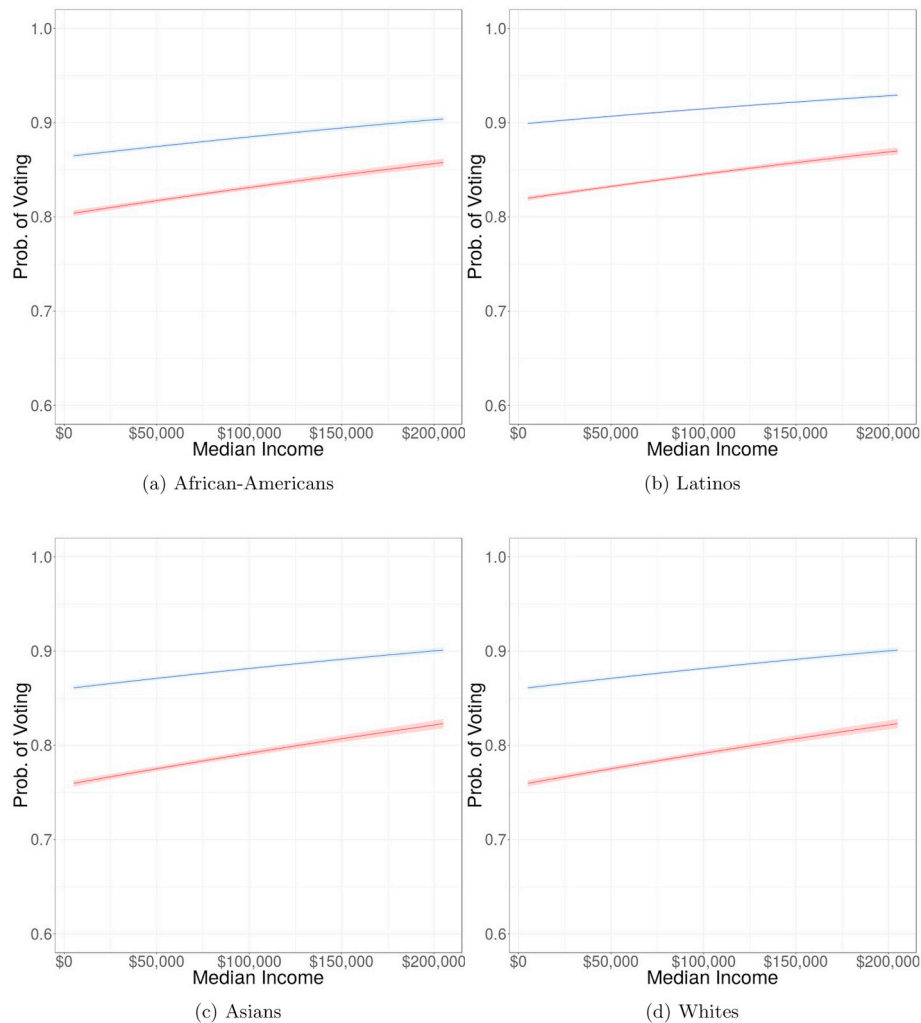 1.0
0.9
0.8
0.7
0.6
Prob. of Voting
$0 $50,000 $100,000 $150,000 $200,000
Median Income
(a) African-Americans
1.0
0.9
0.8
0.7
0.6
Prob. of Voting
$0 $50,000 $100,000 $150,000 $200,000
Median Income
(b) Latinos
1.0
0.9
0.8
0.7
0.6
Prob. of Voting
$0 $50,000 $100,000 $150,000 $200,000
Median Income
(c) Asians
1.0
0.9
0.8
0.7
0.6
Prob. of Voting
$0 $50,000 $100,000 $150,000 $200,000
Median Income
(d) Whites